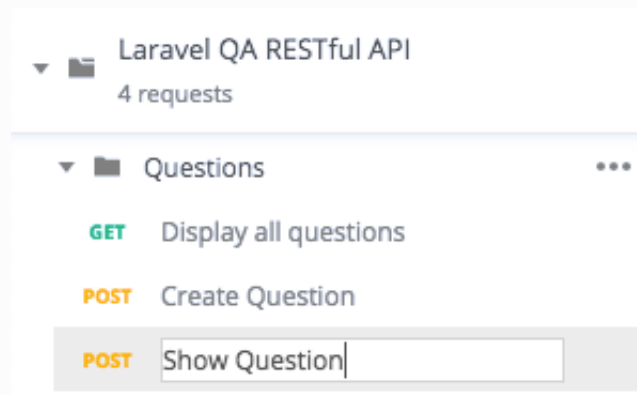 Laravel QA RESTful API
4 requests
Questions
GET Display all questions
POST Create Question
POST Show Question